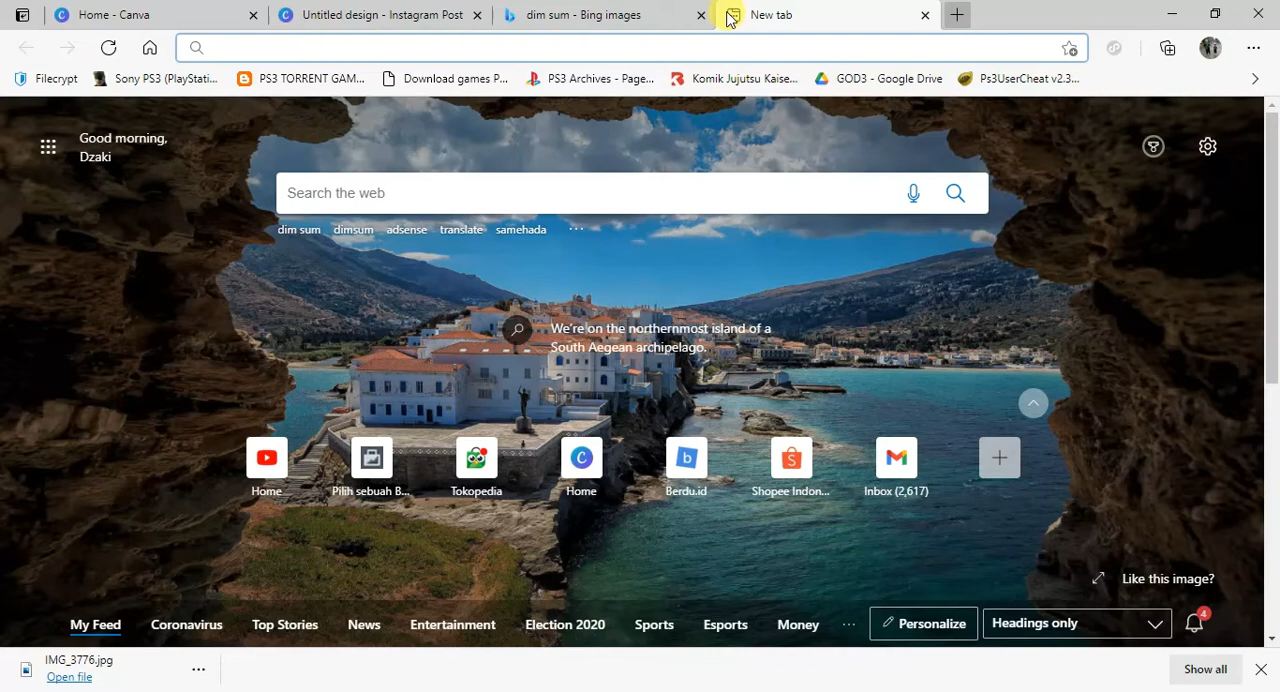 Home - Canva
Untitled design - Instagram Post
dim sum - Bing images
New tab
Filecrypt
Sony PS3 (PlayStati...
PS3 TORRENT GAM...
Download games P...
PS3 Archives - Page...
Komik Jujutsu Kaise...
GOD3 - Google Drive
Ps3UserCheat v2.3...
Good morning,
Dzaki
Search the web
dim sum dimsum adsense translate samehada ...
We're on the northernmost island of a
South Aegean archipelago.
Home
Pilih sebuah B...
Tokopedia
Home
Berdu.id
Shopee Indon...
Inbox (2,617)
Like this image?
My Feed Coronavirus Top Stories News Entertainment Election 2020 Sports Esports Money ... Personalize Headings only 4
IMG_3776.jpg
Open file
Show all